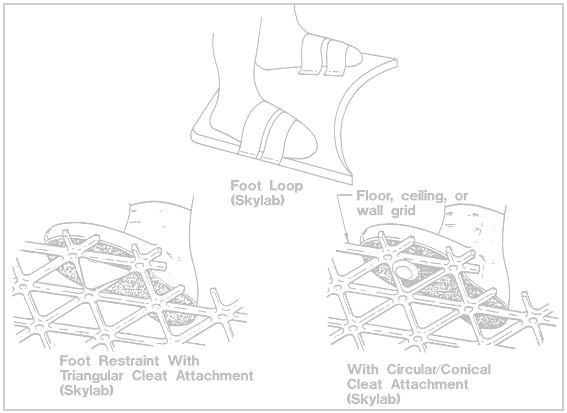 Foot Loop
(Skylab)
Floor, ceiling, or
wall grid
Foot Restraint With
Triangular Cleat Attachment
(Skylab)
With Circular/Conical
Cleat Attachment
(Skylab)